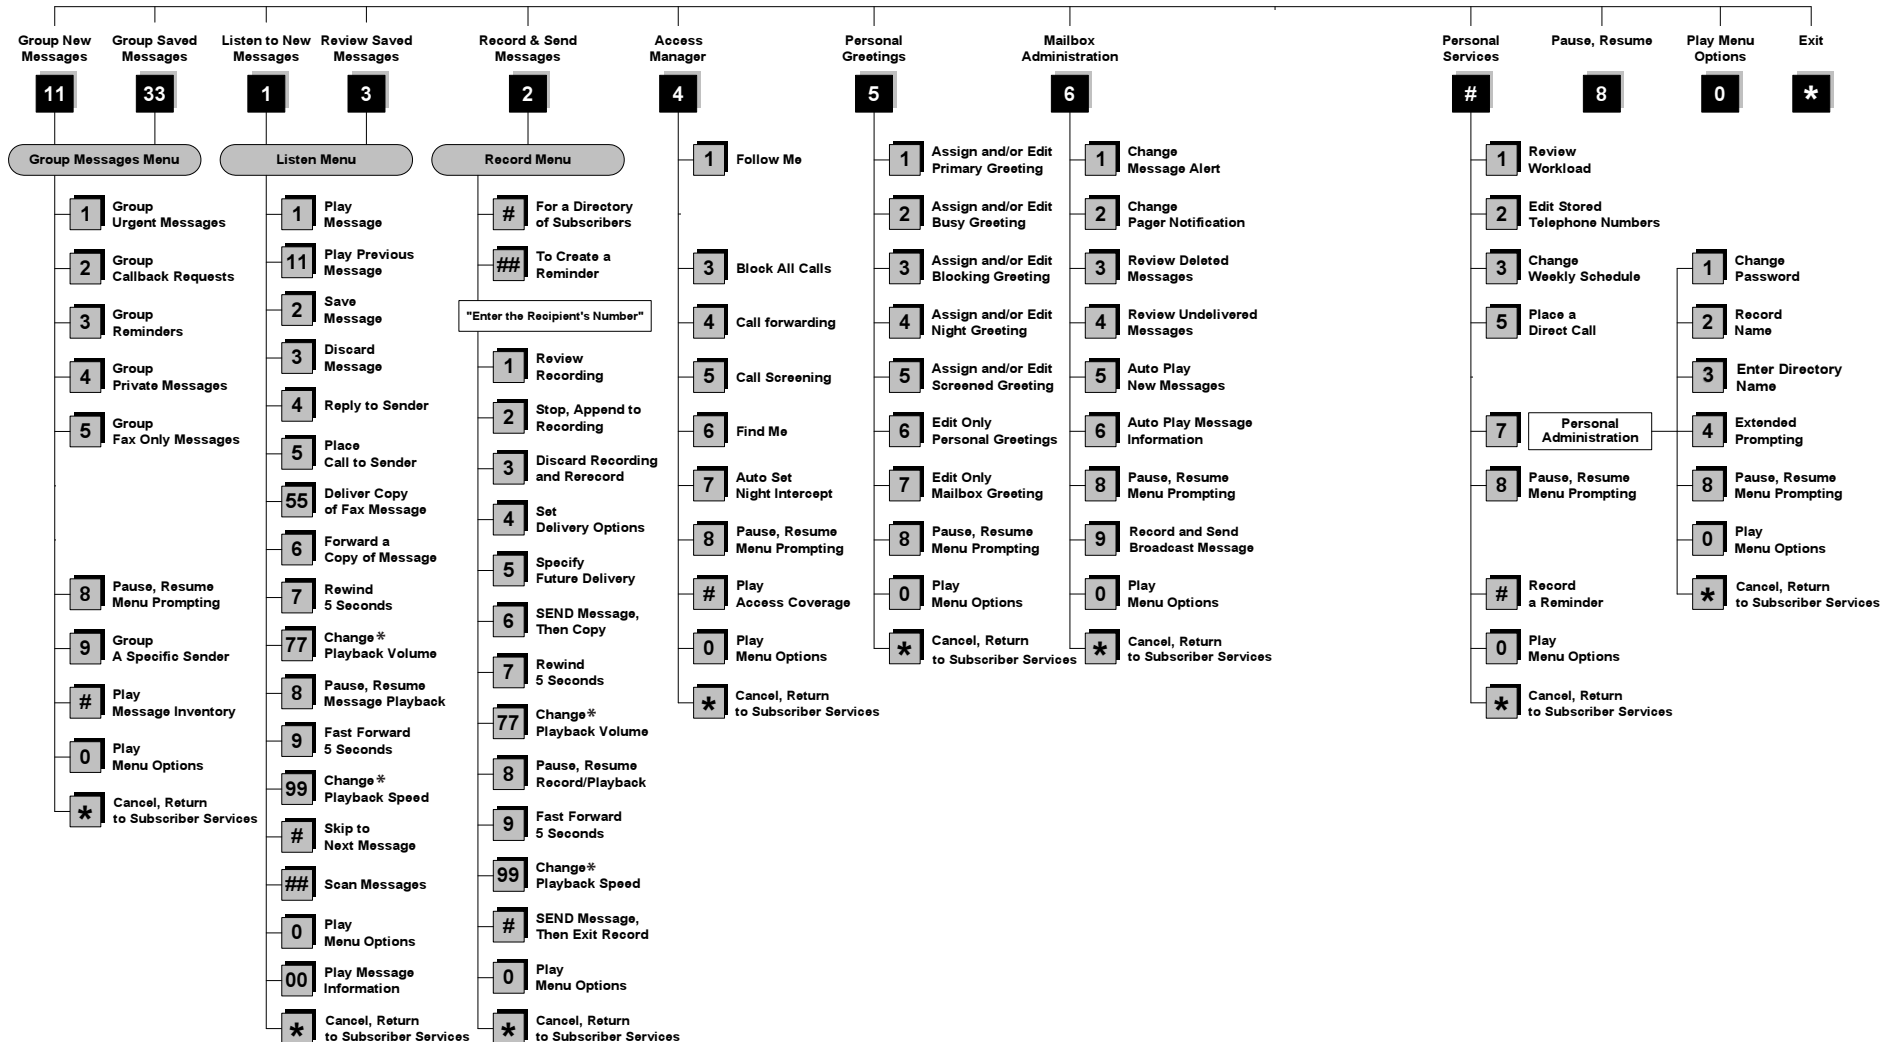 Group New
Messages
11
Group Saved
Messages
33
Listen to New
Messages
1
Review Saved
Messages
3
Record & Send
Messages
2
Access
Manager
4
Personal
Greetings
5
Mailbox
Administration
6
Personal
Services
#
Pause, Resume
8
Play Menu
Options
0
Exit
*
Group Messages Menu
1
Group
Urgent Messages
2
Group
Callback Requests
3
Group
Reminders
4
Group
Private Messages
5
Group
Fax Only Messages
8
Pause, Resume
Menu Prompting
9
Group
A Specific Sender
#
Play
Message Inventory
0
Play
Menu Options
*
Cancel, Return
to Subscriber Services
Listen Menu
1
Play
Message
11
Play Previous
Message
2
Save
Message
3
Discard
Message
4
Reply to Sender
5
Place
Call to Sender
55
Deliver Copy
of Fax Message
6
Forward a
Copy of Message
7
Rewind
5 Seconds
77
Change*
Playback Volume
8
Pause, Resume
Message Playback
9
Fast Forward
5 Seconds
99
Change*
Playback Speed
#
Skip to
Next Message
##
Scan Messages
0
Play
Menu Options
00
Play Message
Information
*
Cancel, Return
to Subscriber Services
Record Menu
#
For a Directory
of Subscribers
##
To Create a
Reminder
"Enter the Recipient's Number"
1
Review
Recording
2
Stop, Append to
Recording
3
Discard Recording
and Rerecord
4
Set
Delivery Options
5
Specify
Future Delivery
6
SEND Message,
Then Copy
7
Rewind
5 Seconds
77
Change*
Playback Volume
8
Pause, Resume
Record/Playback
9
Fast Forward
5 Seconds
99
Change*
Playback Speed
#
SEND Message,
Then Exit Record
0
Play
Menu Options
*
Cancel, Return
to Subscriber Services
1
Follow Me
3
Block All Calls
4
Call forwarding
5
Call Screening
6
Find Me
7
Auto Set
Night Intercept
8
Pause, Resume
Menu Prompting
#
Play
Access Coverage
0
Play
Menu Options
*
Cancel, Return
to Subscriber Services
1
Assign and/or Edit
Primary Greeting
2
Assign and/or Edit
Busy Greeting
3
Assign and/or Edit
Blocking Greeting
4
Assign and/or Edit
Night Greeting
5
Assign and/or Edit
Screened Greeting
6
Edit Only
Personal Greetings
7
Edit Only
Mailbox Greeting
8
Pause, Resume
Menu Prompting
0
Play
Menu Options
*
Cancel, Return
to Subscriber Services
1
Change
Message Alert
2
Change
Pager Notification
3
Review Deleted
Messages
4
Review Undelivered
Messages
5
Auto Play
New Messages
6
Auto Play Message
Information
8
Pause, Resume
Menu Prompting
9
Record and Send
Broadcast Message
0
Play
Menu Options
*
Cancel, Return
to Subscriber Services
1
Review
Workload
2
Edit Stored
Telephone Numbers
3
Change
Weekly Schedule
5
Place a
Direct Call
7
Personal
Administration
8
Pause, Resume
Menu Prompting
#
Record
a Reminder
0
Play
Menu Options
*
Cancel, Return
to Subscriber Services
1
Change
Password
2
Record
Name
3
Enter Directory
Name
4
Extended
Prompting
8
Pause, Resume
Menu Prompting
0
Play
Menu Options
*
Cancel, Return
to Subscriber Services